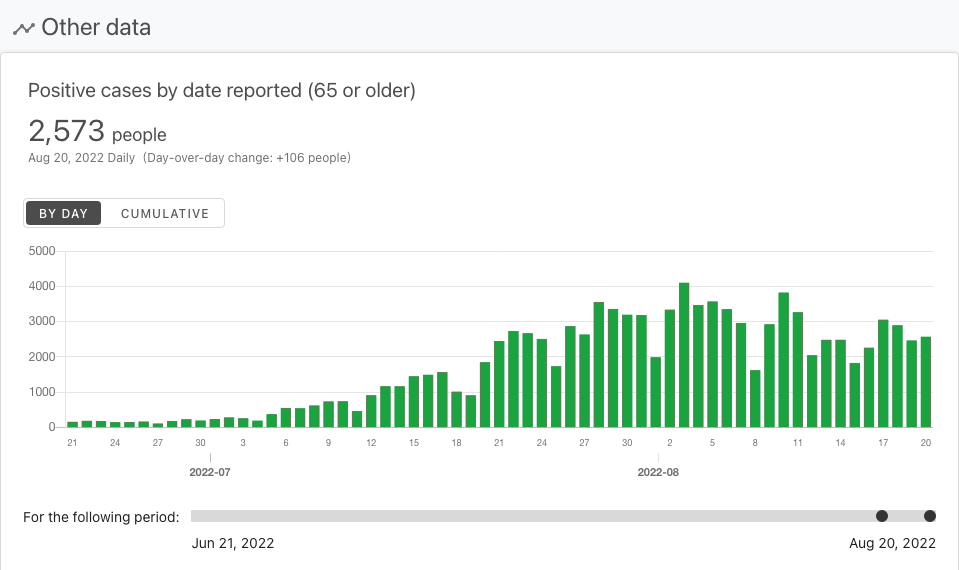 Other data
Positive cases by date reported (65 or older)
2,573 people
Aug 20, 2022 Daily (Day-over-day change: +106 people)
BY DAY CUMULATIVE
5000
4000
3000
2000
1000
0
21 24 27 30 3 6 9 12 15 18 21 24 27 30 2 5 8 11 14 17 20
2022-07 2022-08
For the following period:
Jun 21, 2022 Aug 20, 2022